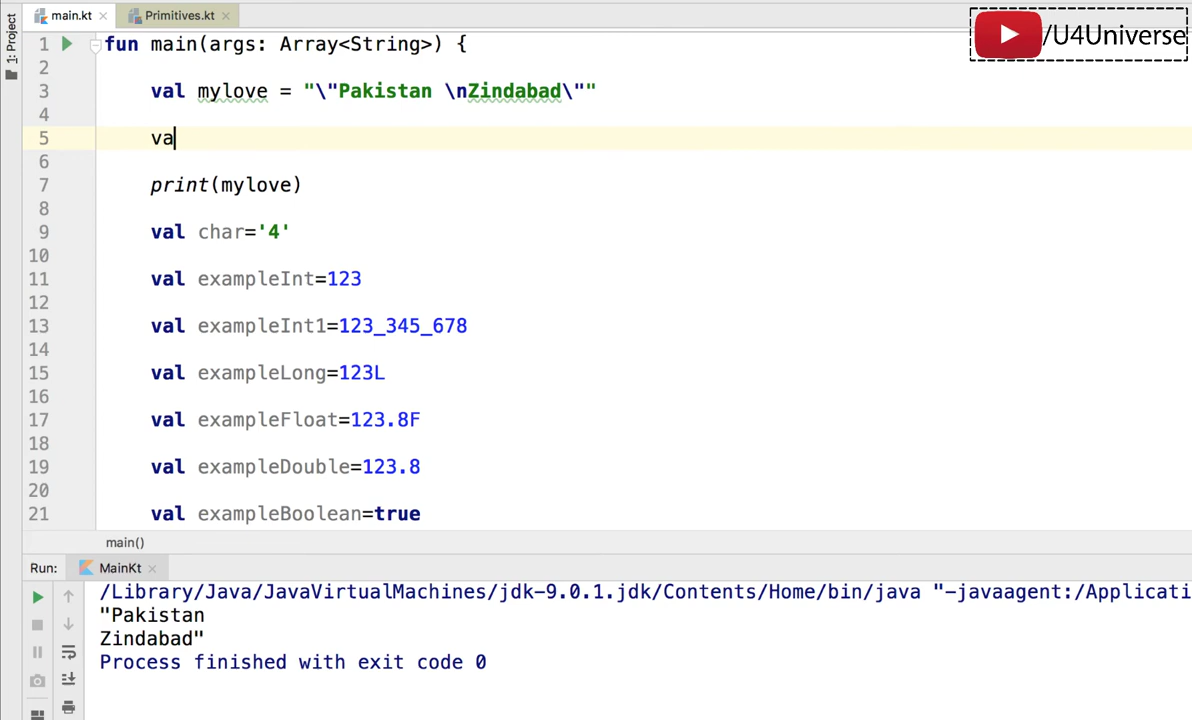 main.kt
Primitives.kt
/U4Universe
1: Project
1 fun main(args: Array<String>) {
2
3 val mylove = "\"Pakistan \nZindabad\""
4
5 va
6
7 print(mylove)
8
9 val char='4'
10
11 val exampleInt=123
12
13 val exampleInt1=123_345_678
14
15 val exampleLong=123L
16
17 val exampleFloat=123.8F
18
19 val exampleDouble=123.8
20
21 val exampleBoolean=true
main()
Run: MainKt
/Library/Java/JavaVirtualMachines/jdk-9.0.1.jdk/Contents/Home/bin/java "-javaagent:/Applicati
"Pakistan
Zindabad"
Process finished with exit code 0